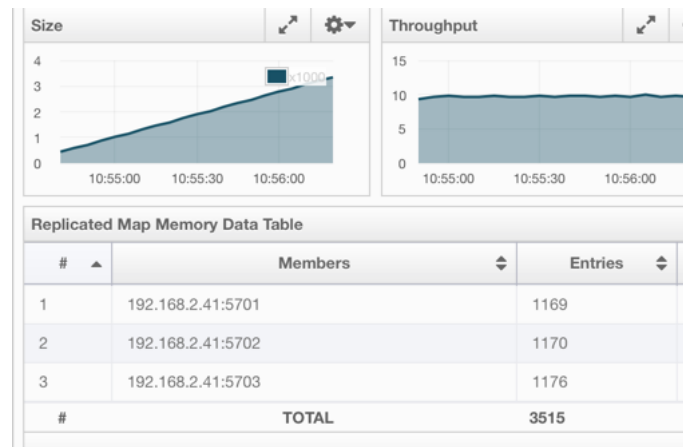 Size
4
3
2
1
0
x1000
10:55:00 10:55:30 10:56:00
Throughput
15
10
5
0
10:55:00 10:55:30 10:56:00
Replicated Map Memory Data Table
# Members Entries
1 192.168.2.41:5701 1169
2 192.168.2.41:5702 1170
3 192.168.2.41:5703 1176
# TOTAL 3515